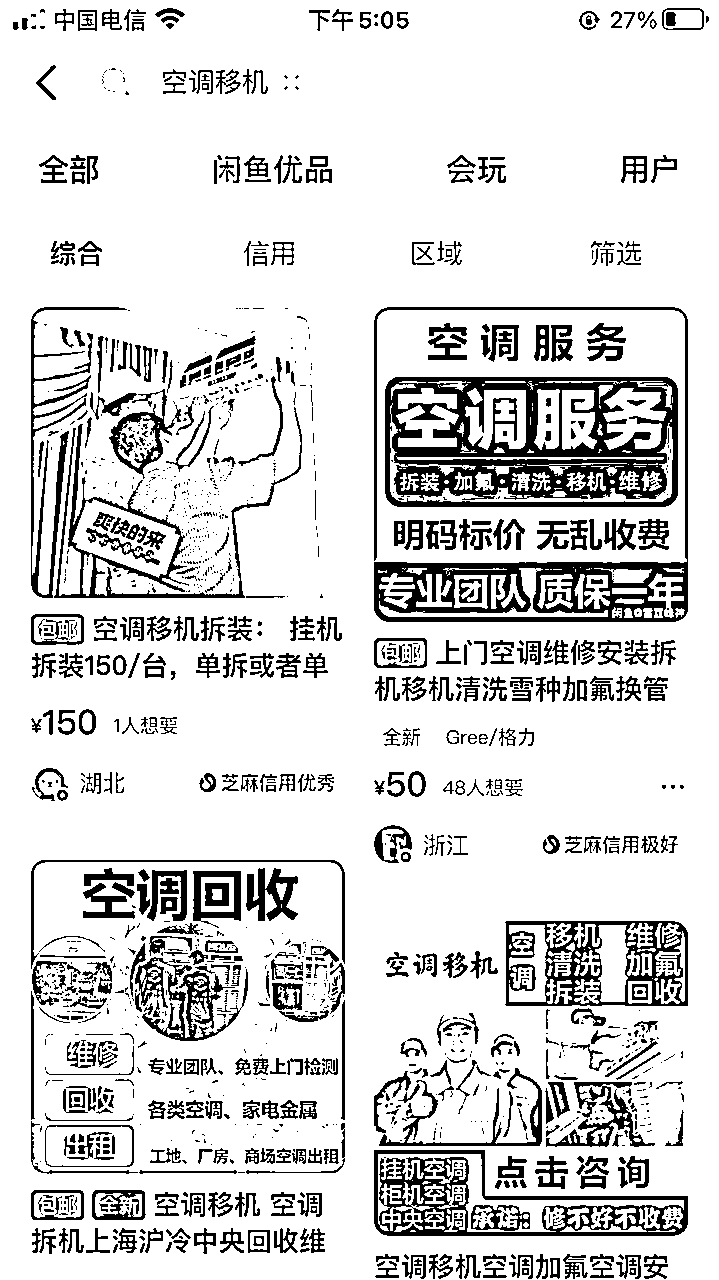 中国电信
下午5:05
27%
空调移机
全部
闲鱼优品
会玩
用户
综合
信用
区域
筛选
爽快的来
包邮 空调移机拆装： 挂机
拆装150/台，单拆或者单
¥150 1人想要
湖北
芝麻信用优秀
空调服务
空调服务
拆装·加氟·清洗·移机·维修
明码标价 无乱收费
专业团队 质保一年
包邮 上门空调维修安装拆
机移机清洗雪种加氟换管
全新 Gree/格力
¥50 48人想要
浙江
芝麻信用极好
空调回收
维修 专业团队、免费上门检测
回收 各类空调、家电金属
出租 工地、厂房、商场空调出租
包邮 全新 空调移机 空调
拆机上海沪冷中央回收维
空调移机
空调
移机 维修
清洗 加氟
拆装 回收
挂机空调
柜机空调
中央空调
点击咨询
承诺：修不好不收费
空调移机空调加氟空调安